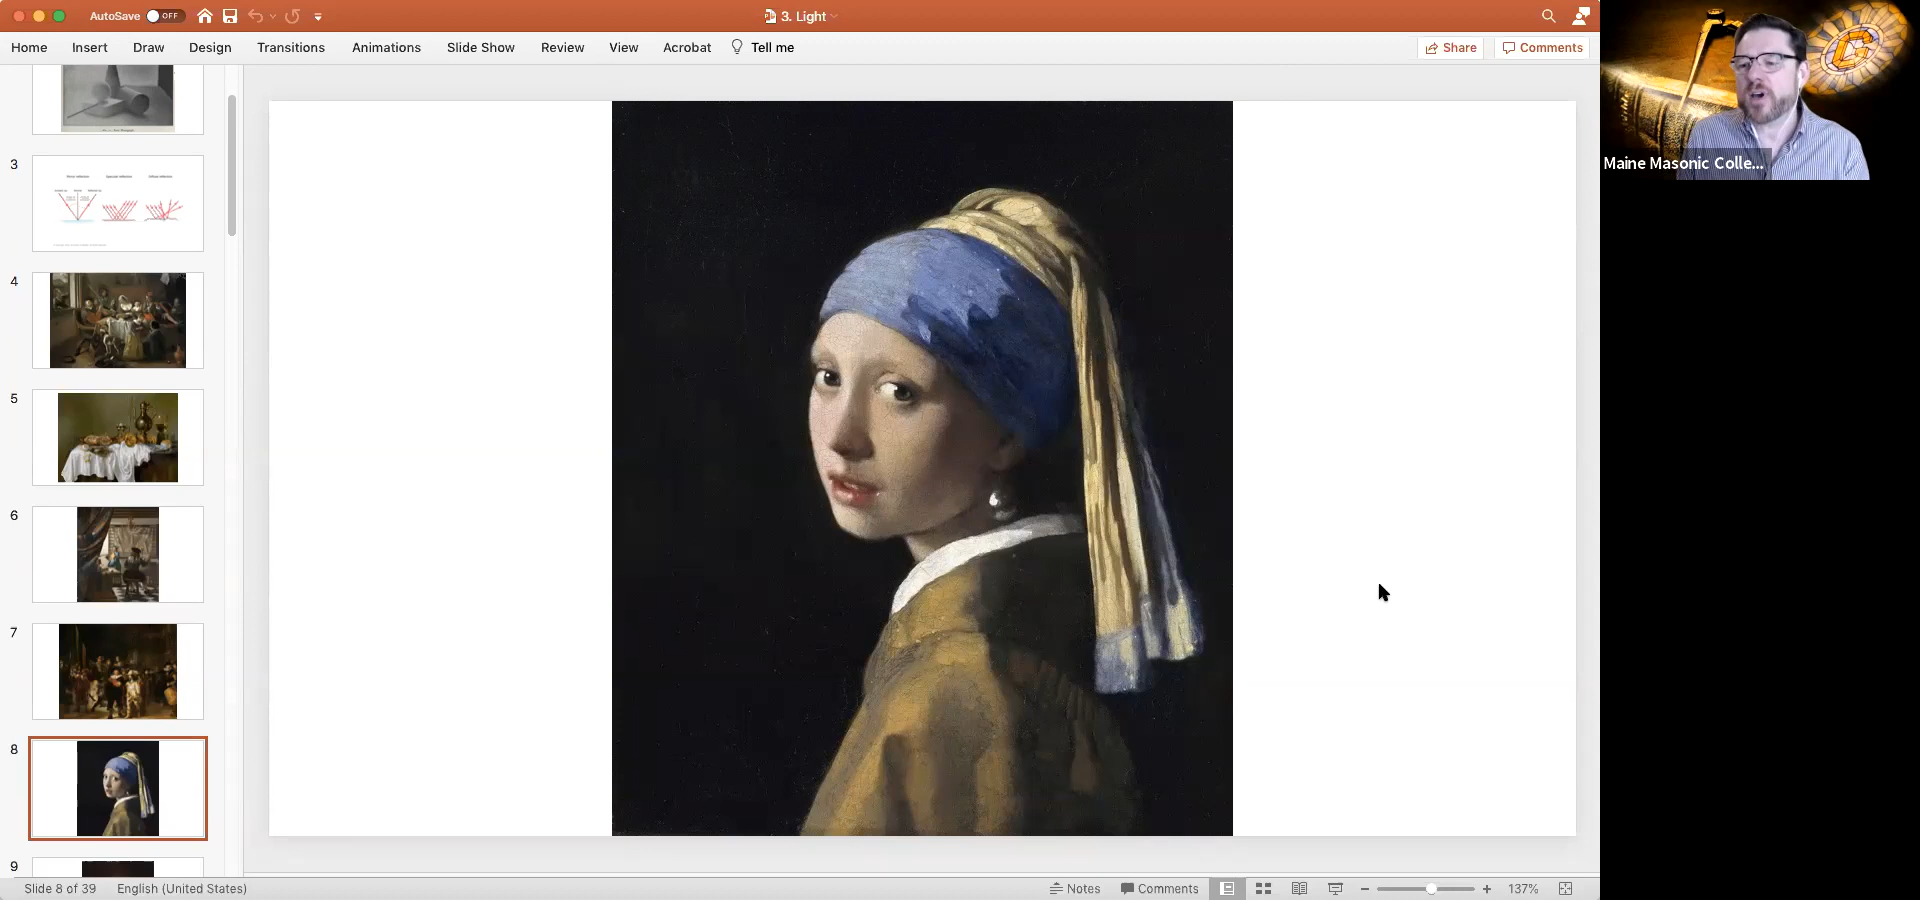 AutoSave OFF 3. Light
Home Insert Draw Design Transitions Animations Slide Show Review View Acrobat Tell me Share Comments
3
4
5
6
7
8
9
Slide 8 of 39 English (United States) Notes Comments 137%
Maine Masonic Colle...
G